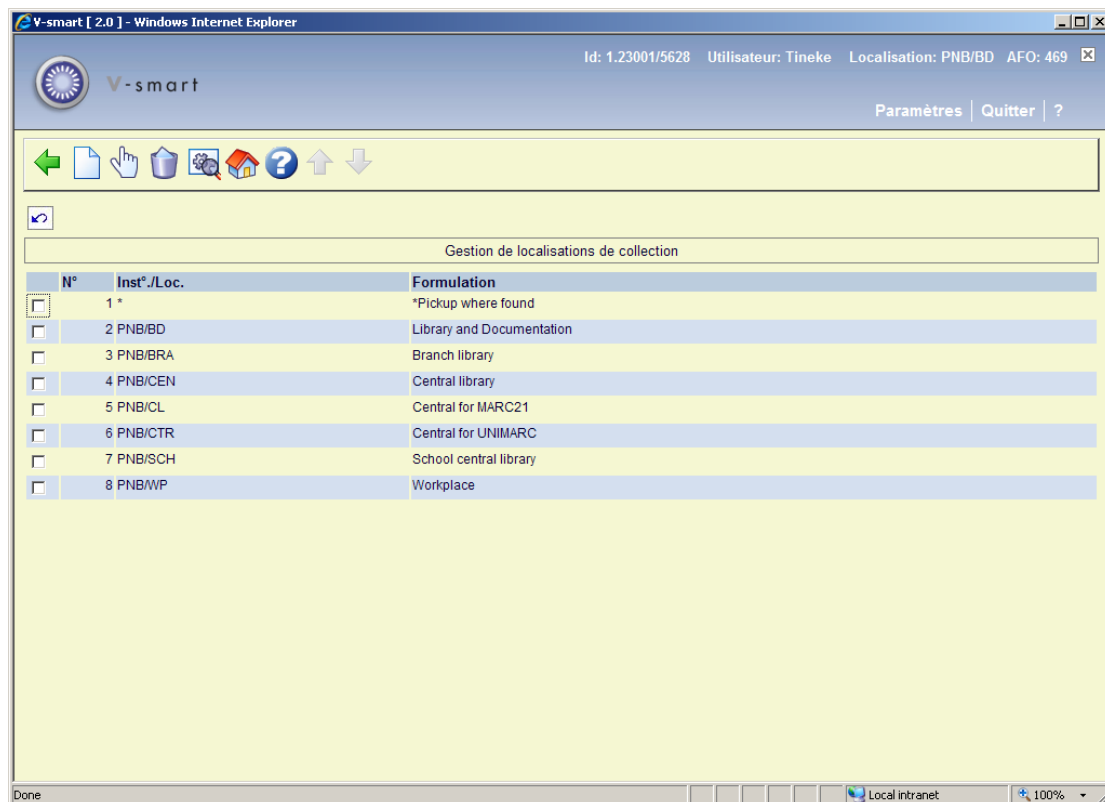 V-smart [ 2.0 ] - Windows Internet Explorer
Id: 1.23001/5628 Utilisateur: Tineke Localisation: PNB/BD AFO: 469
V-smart
Paramètres | Quitter | ?
Gestion de localisations de collection
N° Inst°./Loc. Formulation
1 * *Pickup where found
2 PNB/BD Library and Documentation
3 PNB/BRA Branch library
4 PNB/CEN Central library
5 PNB/CL Central for MARC21
6 PNB/CTR Central for UNIMARC
7 PNB/SCH School central library
8 PNB/WP Workplace
Done Local intranet 100%